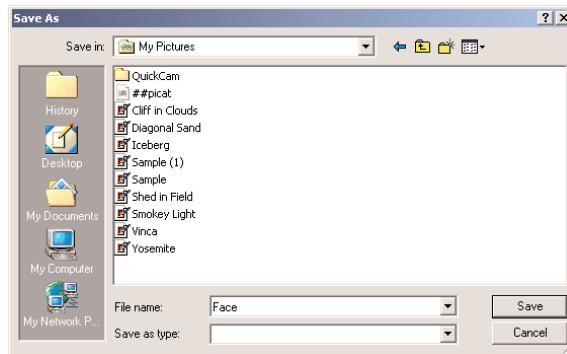 Save As
Save in: My Pictures
History
Desktop
My Documents
My Computer
My Network P...
QuickCam
##picat
Cliff in Clouds
Diagonal Sand
Iceberg
Sample (1)
Sample
Shed in Field
Smokey Light
Vinca
Yosemite
File name: Face Save
Save as type: Cancel